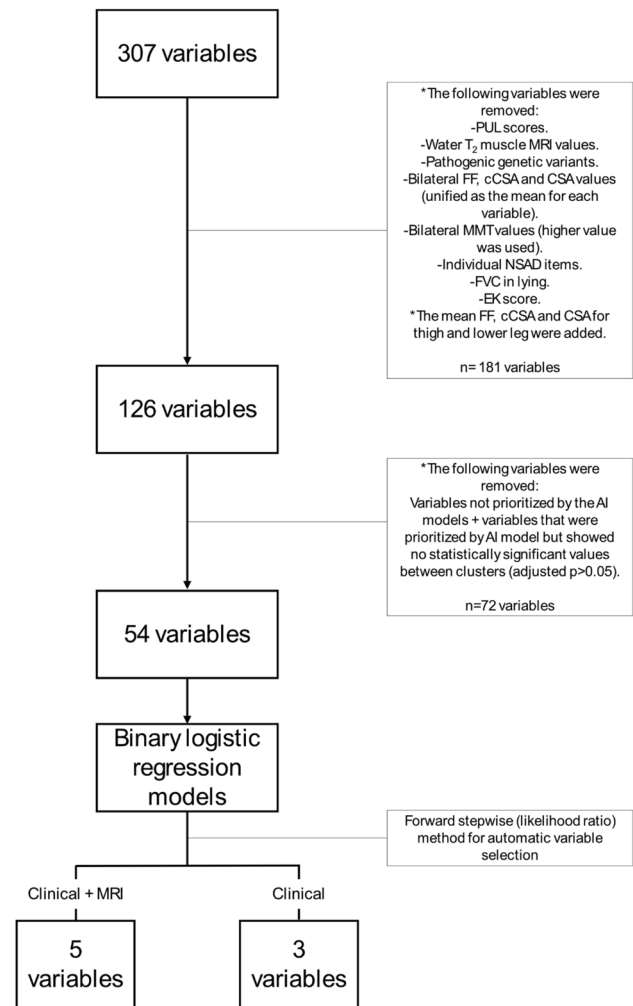 307 variables
*The following variables were
removed:
-PUL scores.
-Water T₂ muscle MRI values.
-Pathogenic genetic variants.
-Bilateral FF, cCSA and CSA values
(unified as the mean for each
variable).
-Bilateral MMT values (higher value
was used).
-Individual NSAD items.
-FVC in lying.
-EK score.
*The mean FF, cCSA and CSA for
thigh and lower leg were added.
n= 181 variables
126 variables
*The following variables were
removed:
Variables not prioritized by the AI
models + variables that were
prioritized by AI model but showed
no statistically significant values
between clusters (adjusted p>0.05).
n=72 variables
54 variables
Binary logistic
regression
models
Forward stepwise (likelihood ratio)
method for automatic variable
selection
Clinical + MRI
Clinical
5
variables
3
variables